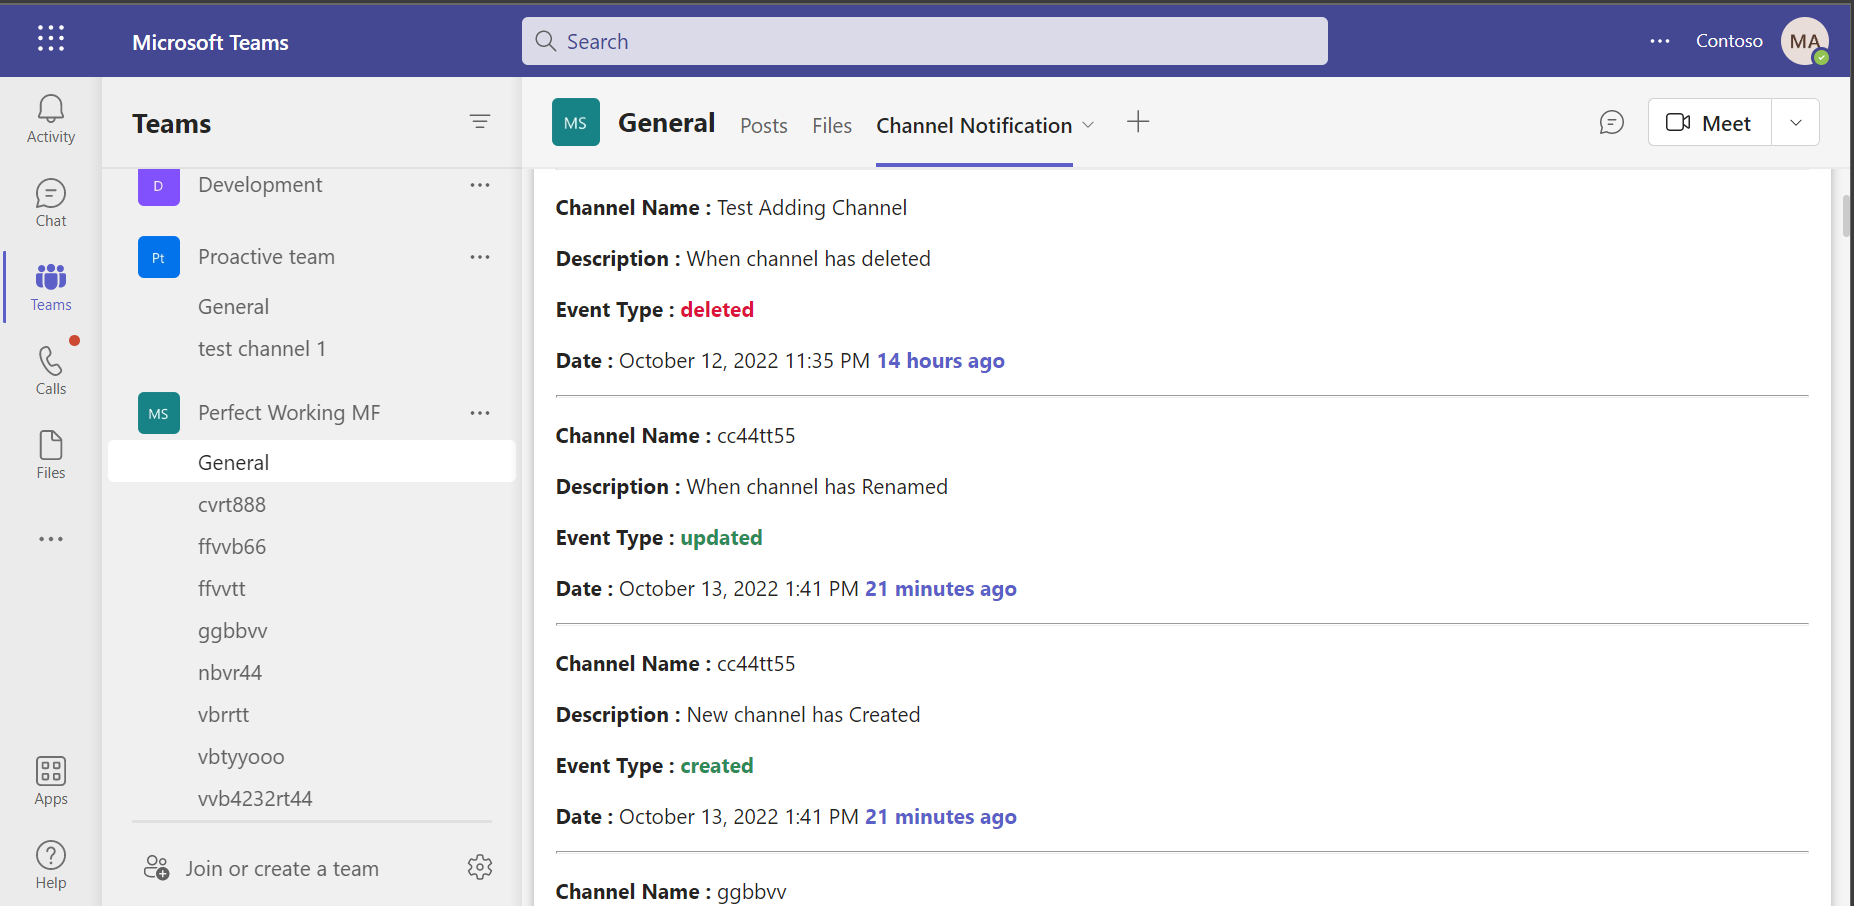 Microsoft Teams
Search
Contoso
MA
Activity
Chat
Teams
Calls
Files
Apps
Help
Teams
D
Development
Pt
Proactive team
General
test channel 1
MS
Perfect Working MF
General
cvrt888
ffvvb66
ffvvtt
ggbbvv
nbvr44
vbrrtt
vbtyyooo
vvb4232rt44
Join or create a team
MS
General
Posts
Files
Channel Notification
Meet
Channel Name : Test Adding Channel
Description : When channel has deleted
Event Type : deleted
Date : October 12, 2022 11:35 PM 14 hours ago
Channel Name : cc44tt55
Description : When channel has Renamed
Event Type : updated
Date : October 13, 2022 1:41 PM 21 minutes ago
Channel Name : cc44tt55
Description : New channel has Created
Event Type : created
Date : October 13, 2022 1:41 PM 21 minutes ago
Channel Name : ggbbvv